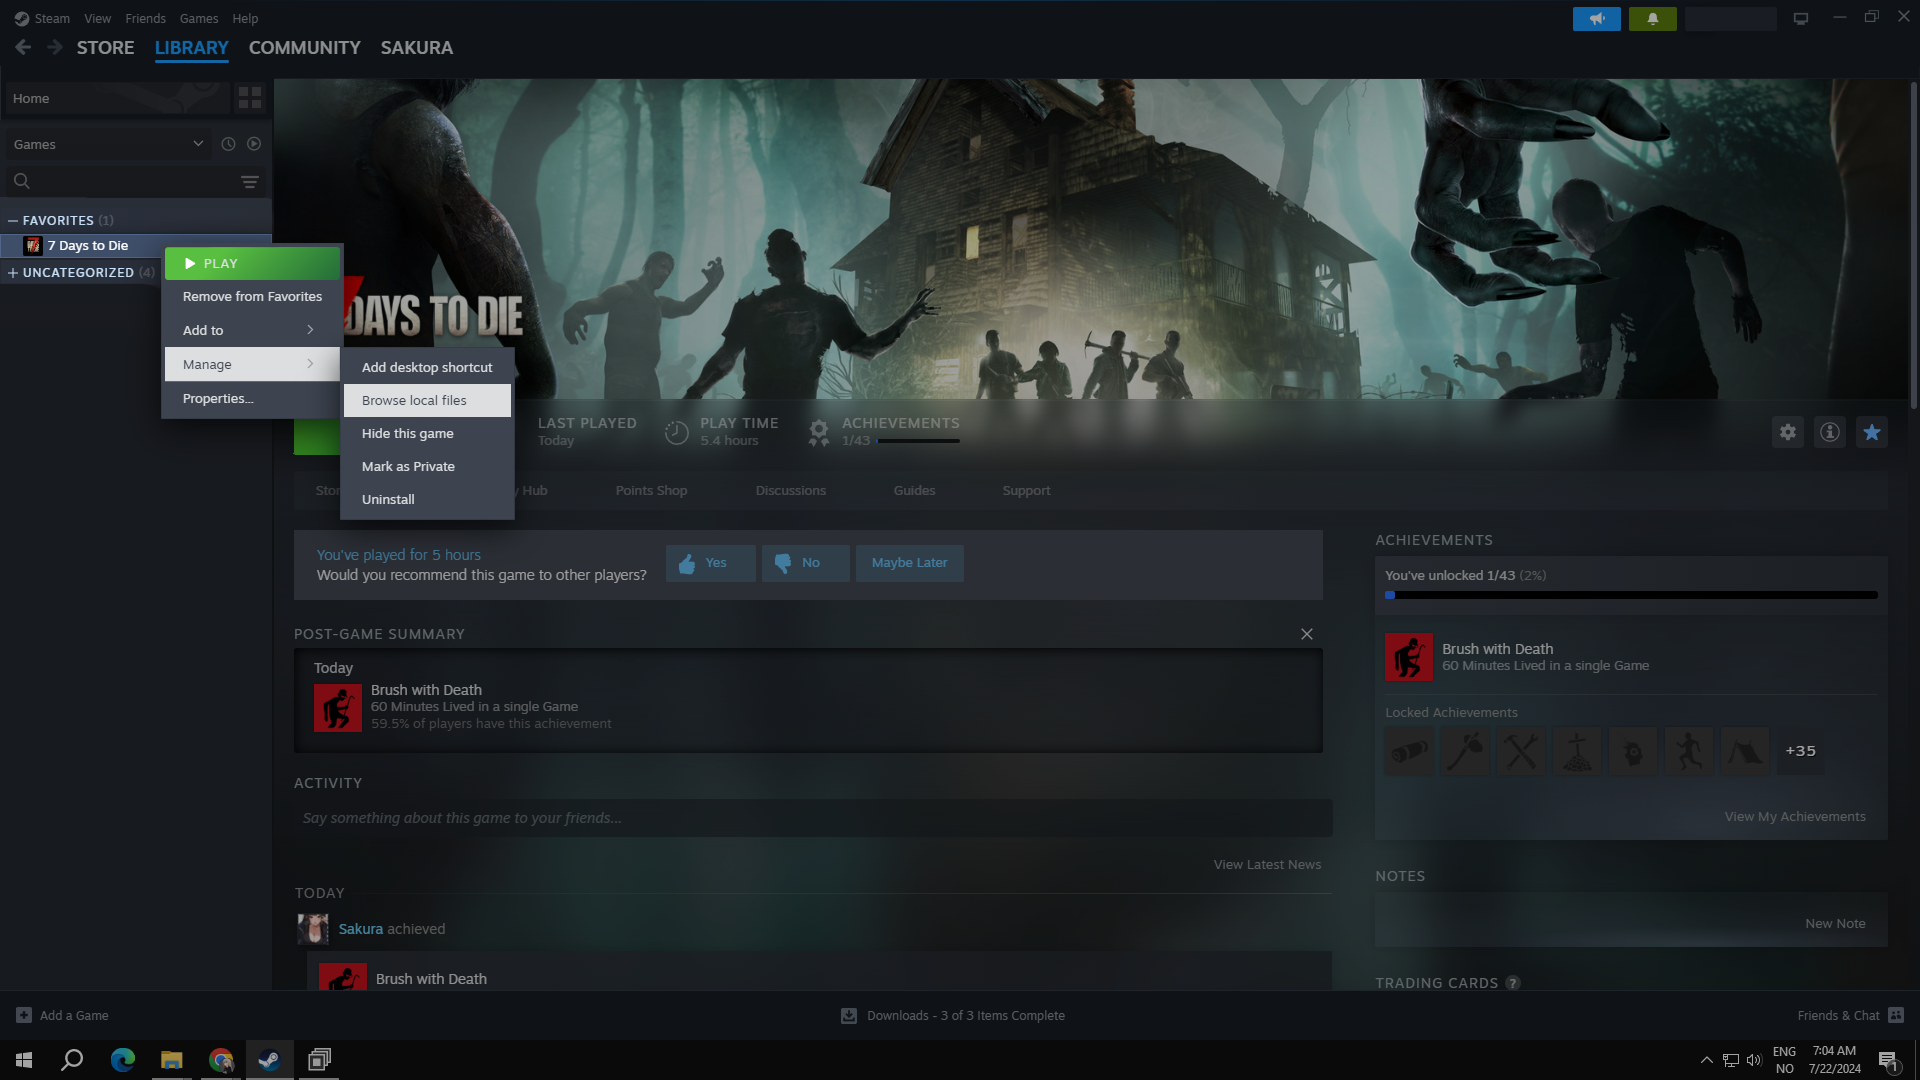 Steam View Friends Games Help
STORE LIBRARY COMMUNITY SAKURA
Home
Games
FAVORITES (1)
7 Days to Die
UNCATEGORIZED (4)
PLAY
Remove from Favorites
Add to
Manage
Properties...
Add desktop shortcut
Browse local files
Hide this game
Mark as Private
Uninstall
7 DAYS TO DIE
LAST PLAYED
Today
PLAY TIME
5.4 hours
ACHIEVEMENTS
1/43
Hub
Points Shop
Discussions
Guides
Support
You've played for 5 hours
Would you recommend this game to other players?
Yes
No
Maybe Later
POST-GAME SUMMARY
Today
Brush with Death
60 Minutes Lived in a single Game
59.5% of players have this achievement
ACTIVITY
Say something about this game to your friends...
View Latest News
TODAY
Sakura achieved
Brush with Death
ACHIEVEMENTS
You've unlocked 1/43 (2%)
Brush with Death
60 Minutes Lived in a single Game
Locked Achievements
+35
View My Achievements
NOTES
New Note
TRADING CARDS ?
Add a Game
Downloads - 3 of 3 Items Complete
Friends & Chat
ENG
NO
7:04 AM
7/22/2024
1